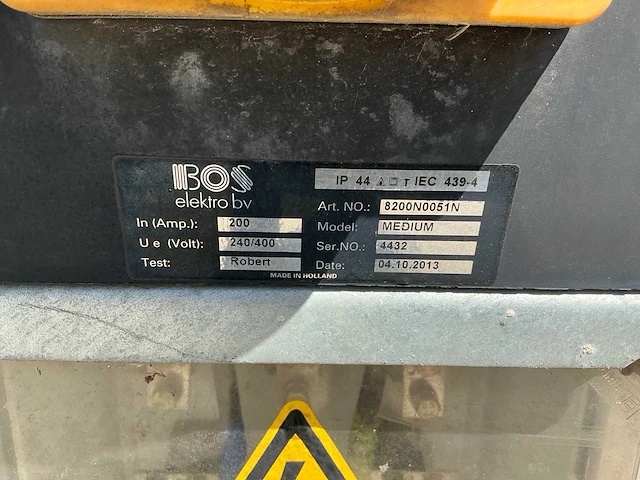 BOS
elektro bv
IP 44 T IEC 439-4
Art. NO.: 8200N0051N
In (Amp.): 200
Model: MEDIUM
U e (Volt): 240/400
Ser.NO.: 4432
Test: Robert
Date: 04.10.2013
MADE IN HOLLAND